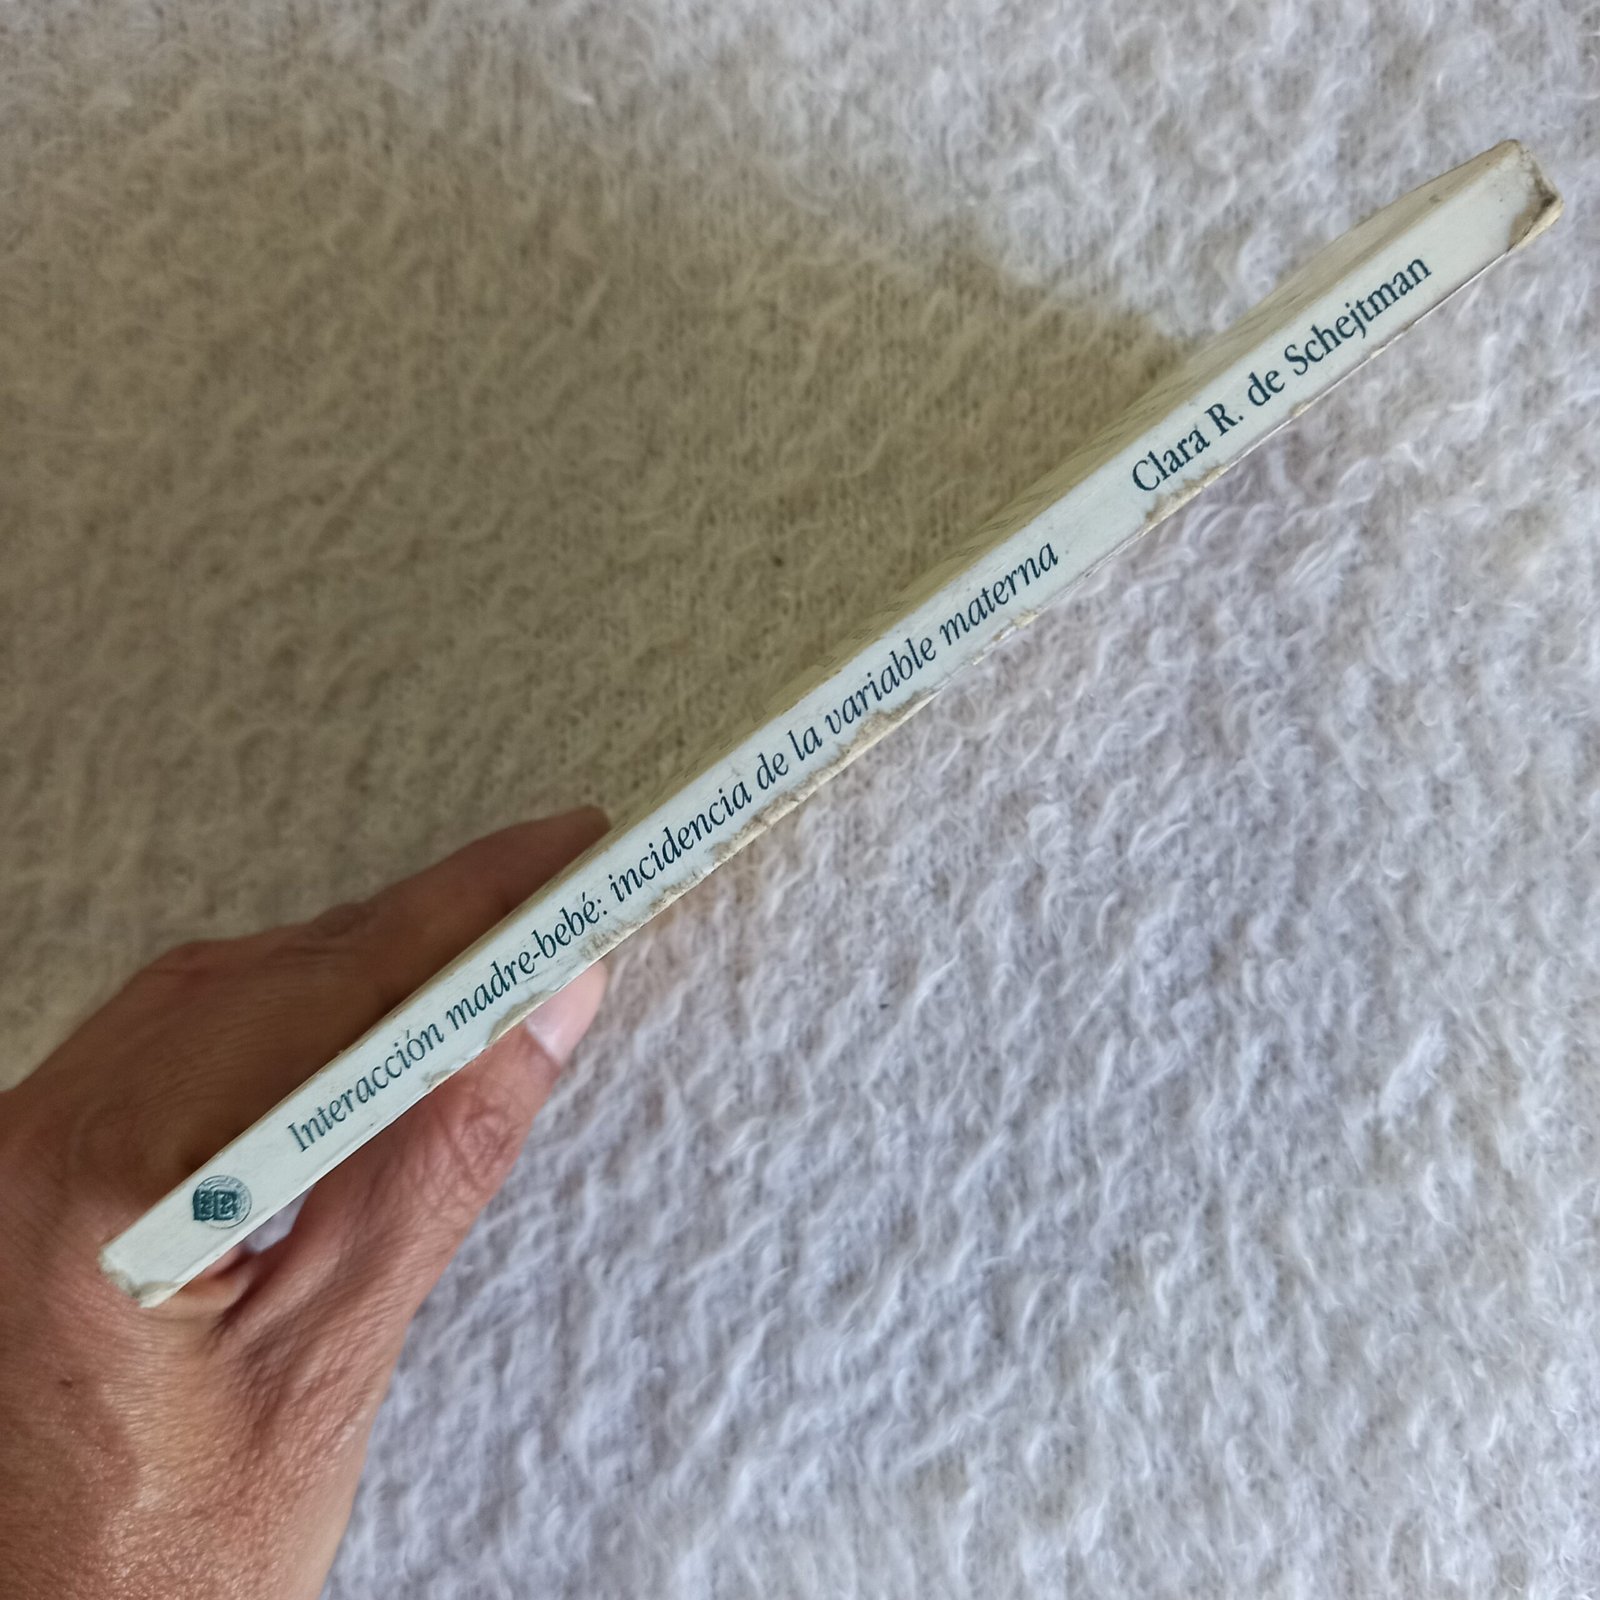 Interacción madre-bebé: incidencia de la variable materna
Clara R. de Schejtman